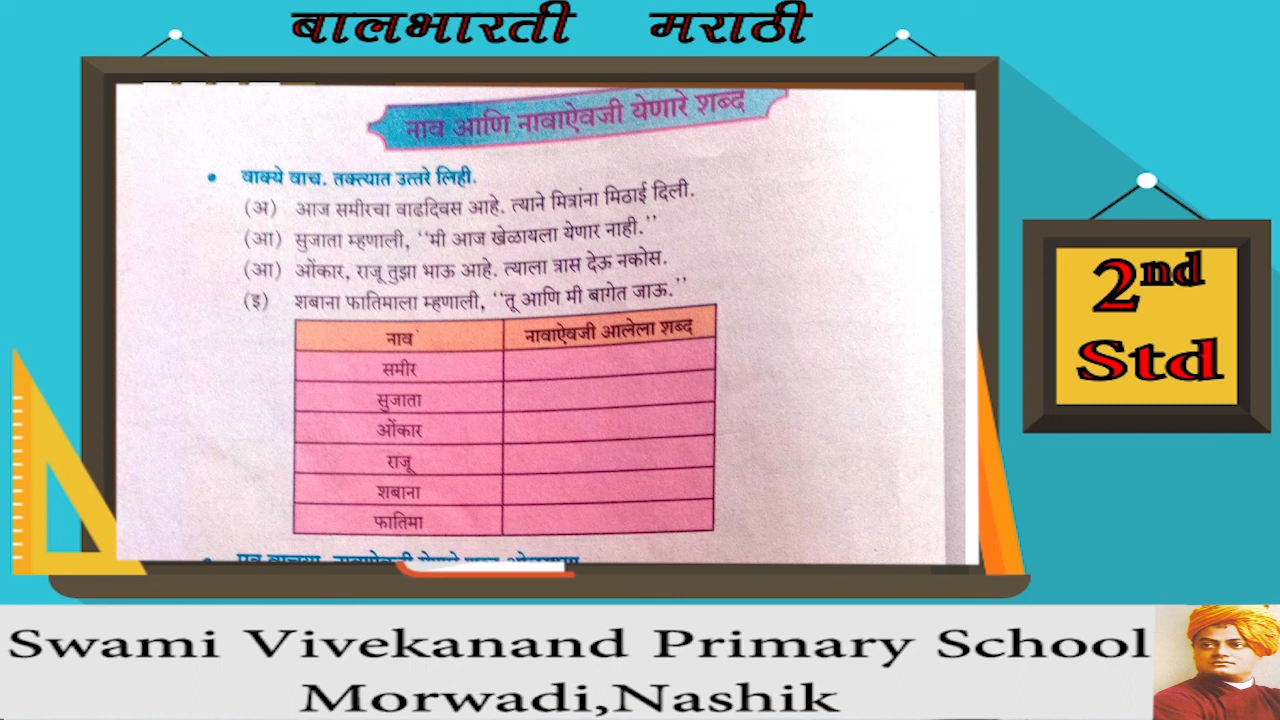 बालभारती मराठी
नाव आणि नावाऐवजी येणारे शब्द
• वाक्ये वाच. तक्त्यात उत्तरे लिही.
(अ) आज समीरचा वाढदिवस आहे. त्याने मित्रांना मिठाई दिली.
(आ) सुजाता म्हणाली, ‘‘मी आज खेळायला येणार नाही.’’
(आ) ओंकार, राजू तुझा भाऊ आहे. त्याला त्रास देऊ नकोस.
(इ) शबाना फातिमाला म्हणाली, ‘‘तू आणि मी बागेत जाऊ.’’
नाव नावाऐवजी आलेला शब्द
समीर
सुजाता
ओंकार
राजू
शबाना
फातिमा
2nd
Std
Swami Vivekanand Primary School
Morwadi,Nashik